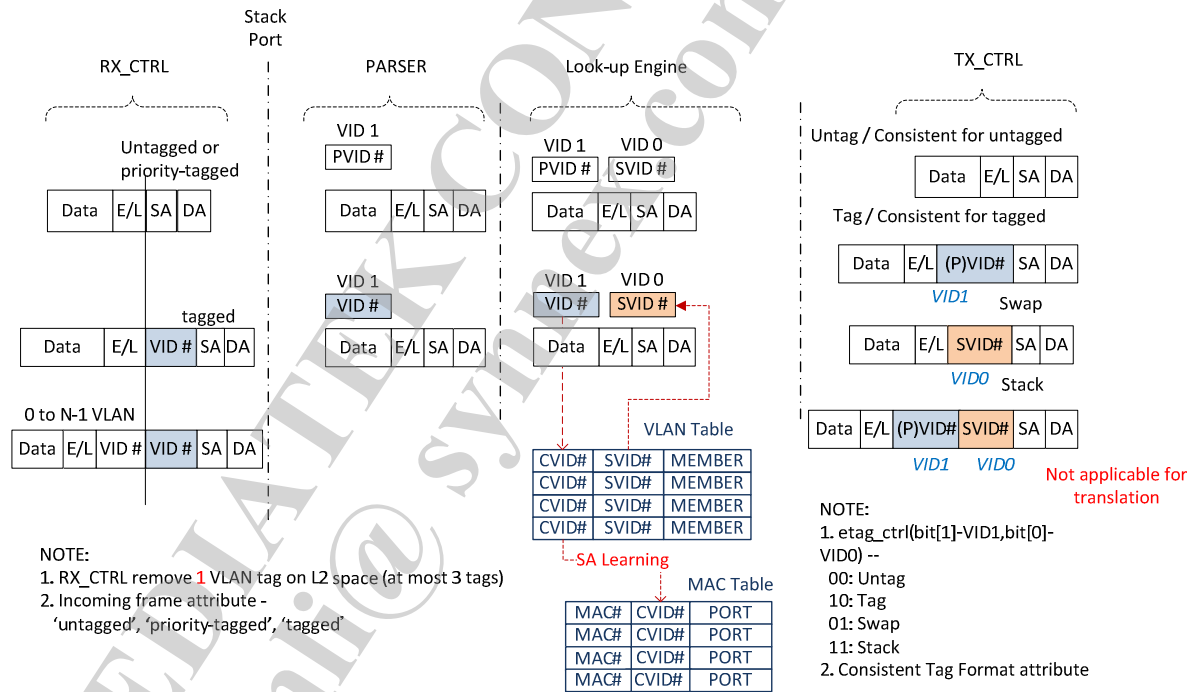 Stack
Port
RX_CTRL
PARSER
Look-up Engine
TX_CTRL
Untagged or
priority-tagged
Data E/L SA DA
tagged
Data E/L VID # SA DA
0 to N-1 VLAN
Data E/L VID # VID # SA DA
NOTE:
1. RX_CTRL remove 1 VLAN tag on L2 space (at most 3 tags)
2. Incoming frame attribute -
'untagged', 'priority-tagged', 'tagged'
VID 1
PVID #
Data E/L SA DA
VID 1
VID #
Data E/L SA DA
VID 1 VID 0
PVID # SVID #
Data E/L SA DA
VID 1 VID 0
VID # SVID #
Data E/L SA DA
VLAN Table
CVID# SVID# MEMBER
CVID# SVID# MEMBER
CVID# SVID# MEMBER
CVID# SVID# MEMBER
SA Learning
MAC Table
MAC# CVID# PORT
MAC# CVID# PORT
MAC# CVID# PORT
MAC# CVID# PORT
Untag / Consistent for untagged
Data E/L SA DA
Tag / Consistent for tagged
Data E/L (P)VID# SA DA
VID1
Swap
Data E/L SVID# SA DA
VID0
Stack
Data E/L (P)VID# SVID# SA DA
VID1 VID0
Not applicable for
translation
NOTE:
1. etag_ctrl(bit[1]-VID1,bit[0]-
VID0) --
00: Untag
10: Tag
01: Swap
11: Stack
2. Consistent Tag Format attribute